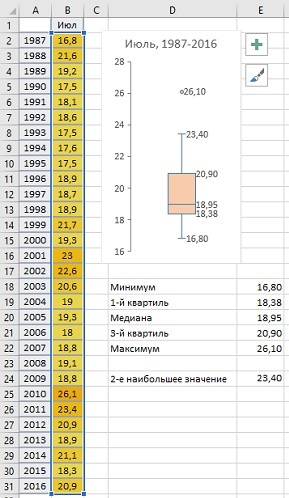 A B C D E
1 Июл
2 1987 16,8
3 1988 21,6
4 1989 19,2
5 1990 17,5
6 1991 18,1
7 1992 18,6
8 1993 17,5
9 1994 17,6
10 1995 17,5
11 1996 18,9
12 1997 18,7
13 1998 18,9
14 1999 21,7
15 2000 19,3
16 2001 23
17 2002 22,6
18 2003 20,6 Минимум 16,80
19 2004 19 1-й квартиль 18,38
20 2005 19,3 Медиана 18,95
21 2006 18 3-й квартиль 20,90
22 2007 18,8 Максимум 26,10
23 2008 19,1
24 2009 18,8 2-е наибольшее значение 23,40
25 2010 26,1
26 2011 23,4
27 2012 20,9
28 2013 18,9
29 2014 21,1
30 2015 18,3
31 2016 20,9
Июль, 1987-2016
28
26 26,10
24 23,40
22
20 20,90
18 18,95
18,38
16 16,80